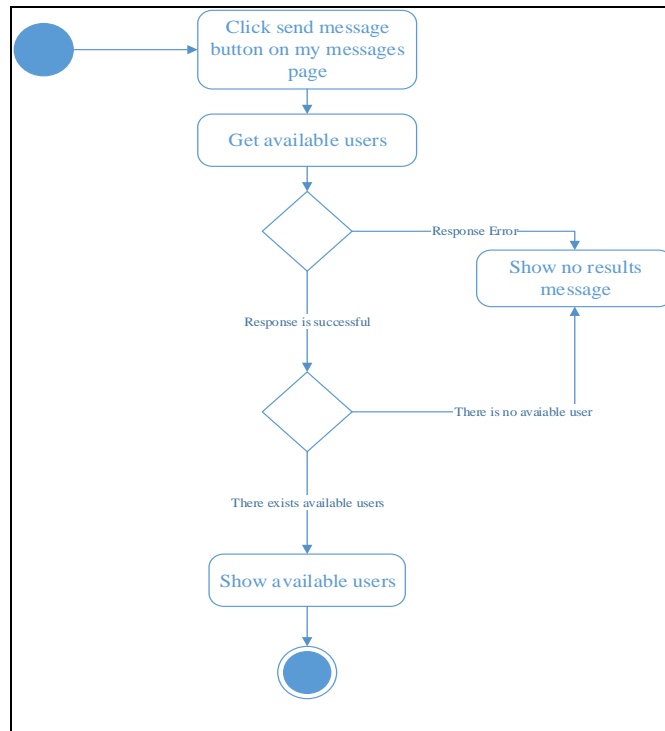 Click send message
button on my messages
page
Get available users
Response Error
Show no results
message
Response is successful
There is no avaiable user
There exists available users
Show available users